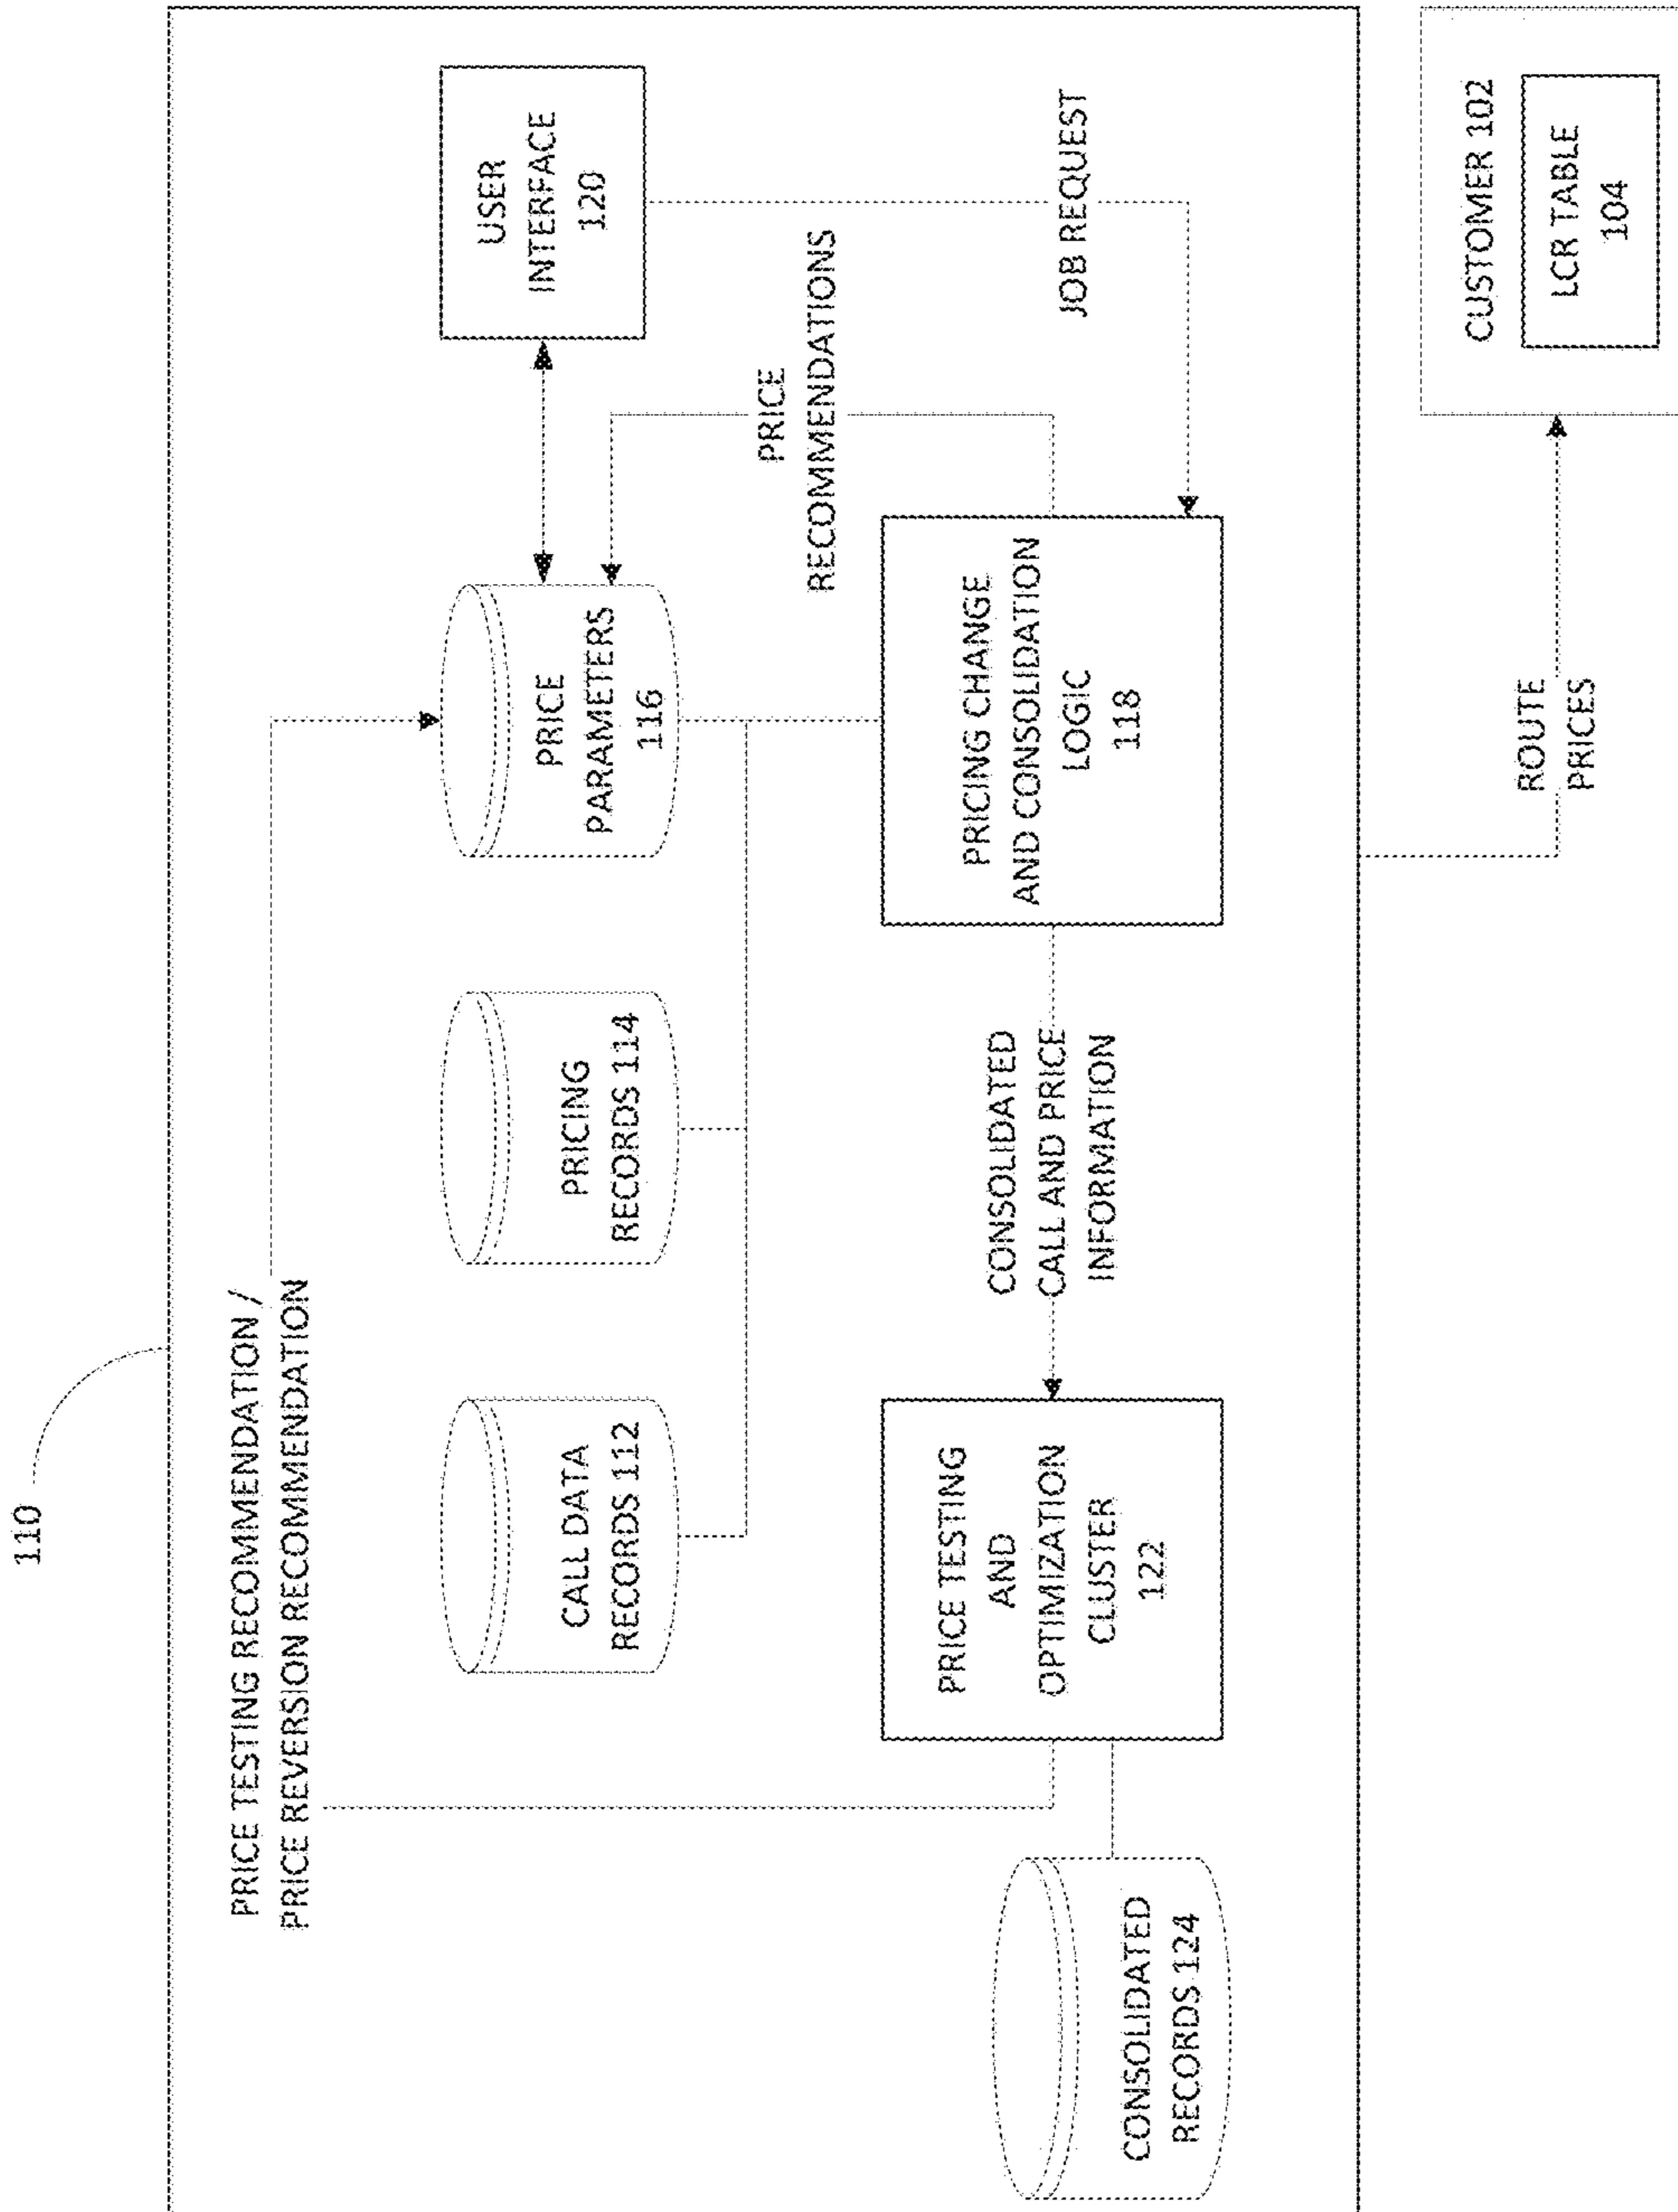 110
PRICE TESTING RECOMMENDATION /
PRICE REVERSION RECOMMENDATION
CALL DATA
RECORDS 112
PRICING
RECORDS 114
PRICE
PARAMETERS
116
USER
INTERFACE
120
PRICE
RECOMMENDATIONS
JOB REQUEST
CONSOLIDATED
RECORDS 124
PRICE TESTING
AND
OPTIMIZATION
CLUSTER
122
CONSOLIDATED
CALL AND PRICE
INFORMATION
PRICING CHANGE
AND CONSOLIDATION
LOGIC
118
ROUTE
PRICES
CUSTOMER 102
LCR TABLE
104